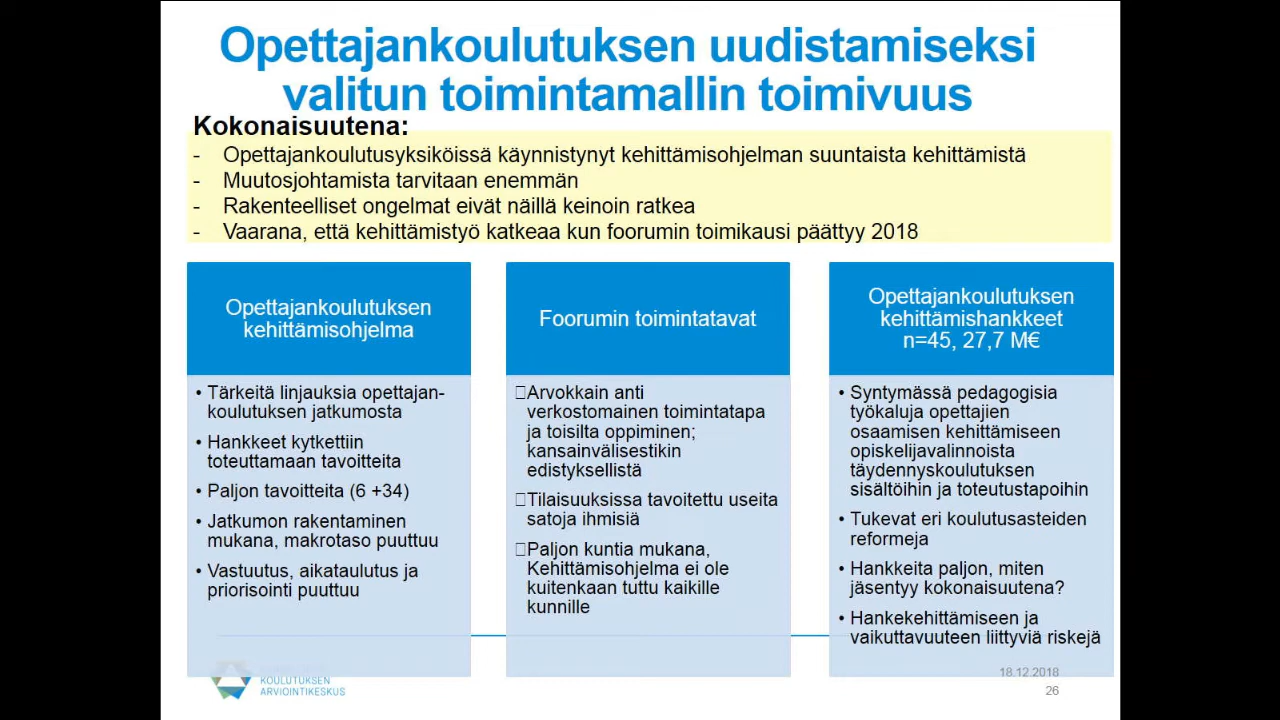 Opettajankoulutuksen uudistamiseksi
valitun toimintamallin toimivuus
Kokonaisuutena:
- Opettajankoulutusyksiköissä käynnistynyt kehittämisohjelman suuntaista kehittämistä
- Muutosjohtamista tarvitaan enemmän
- Rakenteelliset ongelmat eivät näillä keinoin ratkea
- Vaarana, että kehittämistyö katkeaa kun foorumin toimikausi päättyy 2018
Opettajankoulutuksen
kehittämisohjelma
• Tärkeitä linjauksia opettajan-
koulutuksen jatkumosta
• Hankkeet kytkettiin
toteuttamaan tavoitteita
• Paljon tavoitteita (6 +34)
• Jatkumon rakentaminen
mukana, makrotaso puuttuu
• Vastuutus, aikataulutus ja
priorisointi puuttuu
Foorumin toimintatavat
Arvokkain anti
verkostomainen toimintatapa
ja toisilta oppiminen;
kansainvälisestikin
edistyksellistä
Tilaisuuksissa tavoitettu useita
satoja ihmisiä
Paljon kuntia mukana,
Kehittämisohjelma ei ole
kuitenkaan tuttu kaikille
kunnille
Opettajankoulutuksen
kehittämishankkeet
n=45, 27,7 M€
• Syntymässä pedagogisia
työkaluja opettajien
osaamisen kehittämiseen
opiskelijavalinnoista
täydennyskoulutuksen
sisältöihin ja toteutustapoihin
• Tukevat eri koulutusasteiden
reformeja
• Hankkeita paljon, miten
jäsentyy kokonaisuutena?
• Hankekehittämiseen ja
vaikuttavuuteen liittyviä riskejä
KOULUTUKSEN
ARVIOINTIKESKUS
18.12.2018
26